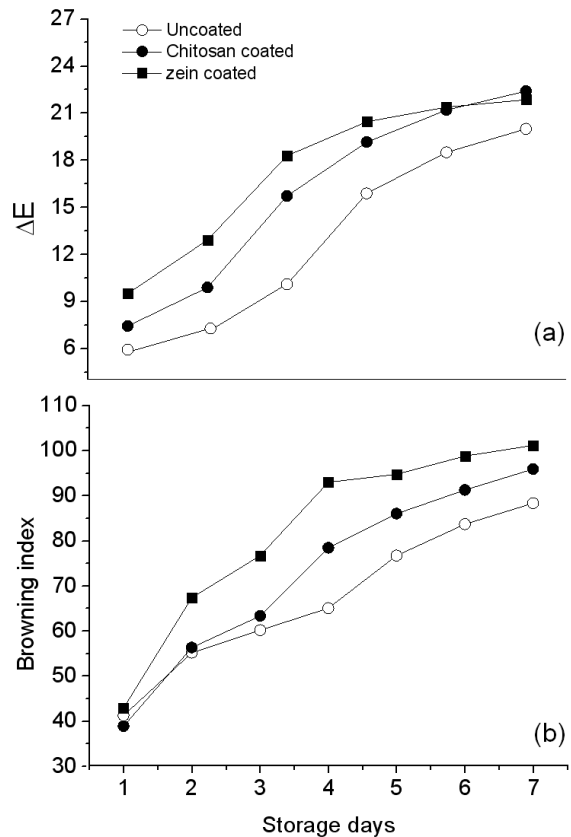 27
24
21
18
15
12
9
6
ΔE
Uncoated
Chitosan coated
zein coated
(a)
110
100
90
80
70
60
50
40
30
Browning index
(b)
1 2 3 4 5 6 7
Storage days